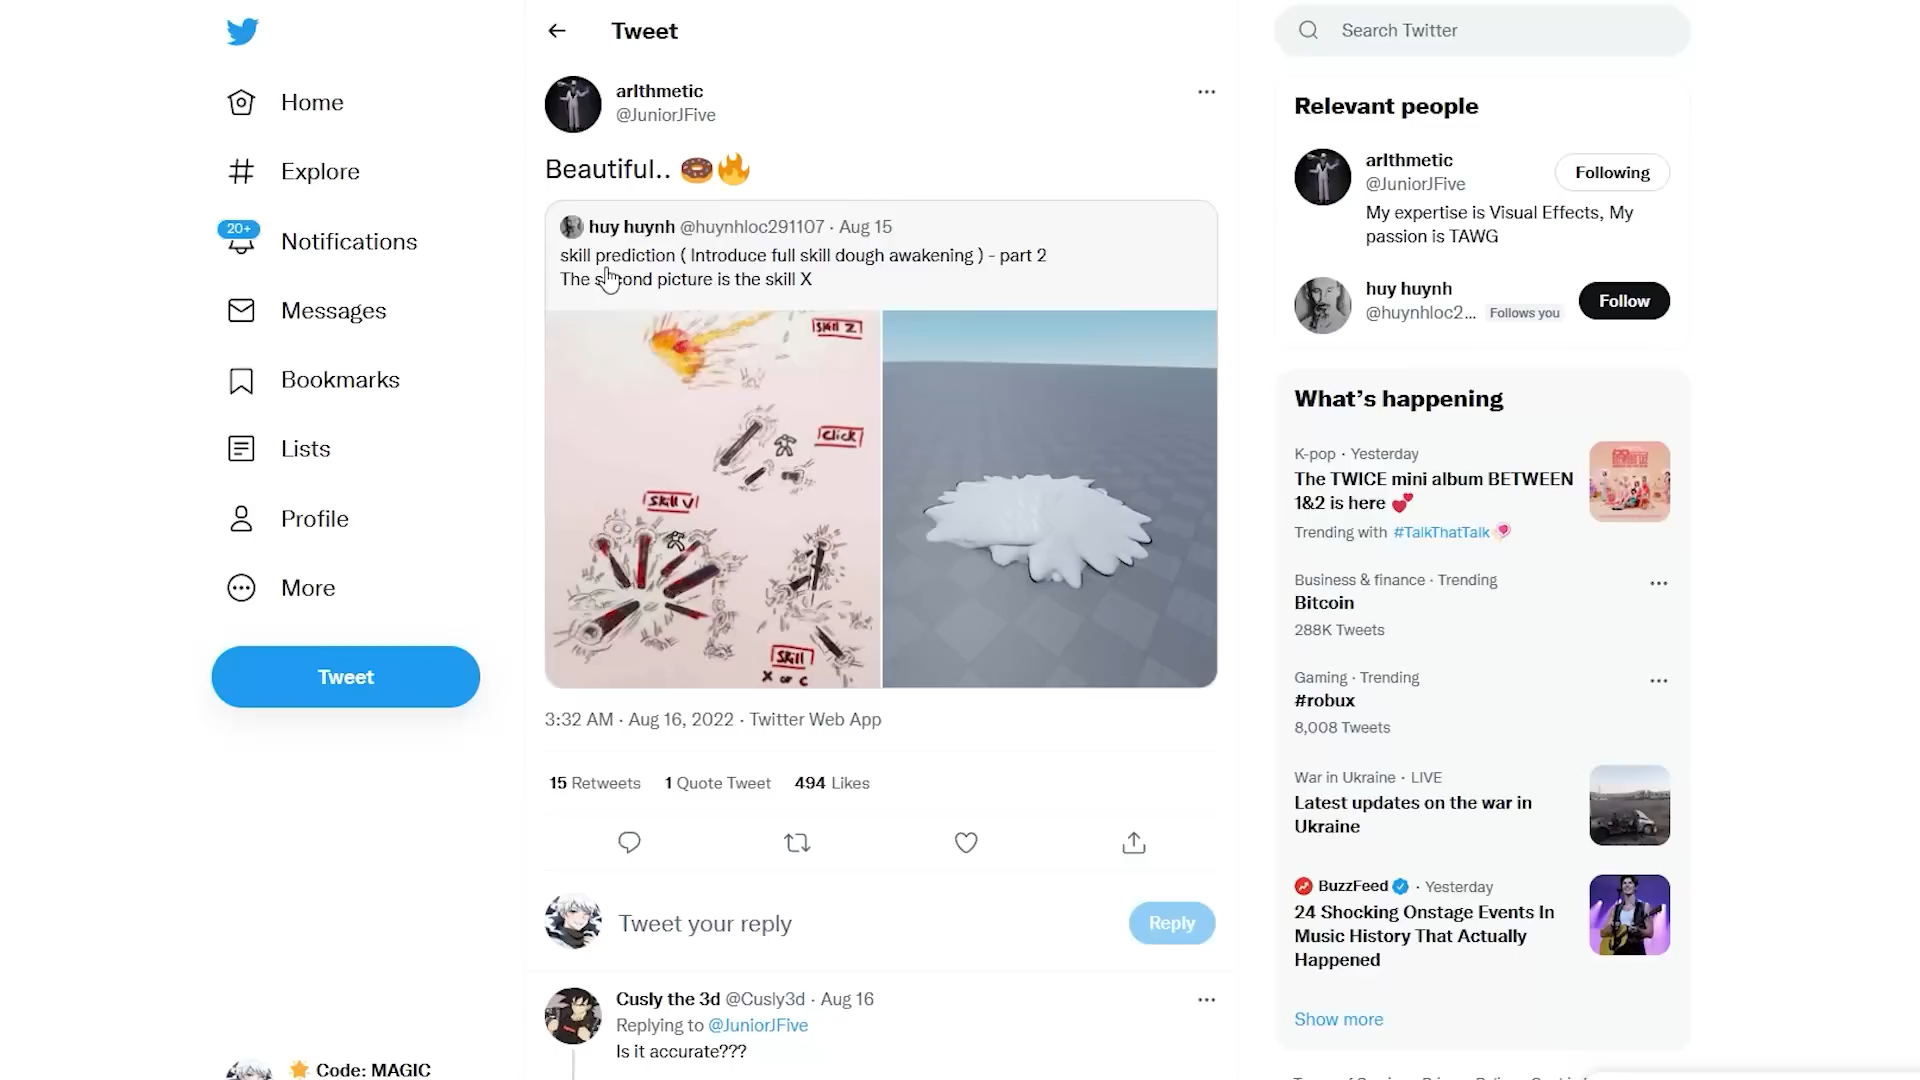 Home
Explore
20+
Notifications
Messages
Bookmarks
Lists
Profile
More
Tweet
Code: MAGIC
Tweet
arlthmetic
@JuniorJFive
Beautiful.. 🍩🔥
huy huynh @huynhloc291107 · Aug 15
skill prediction ( Introduce full skill dough awakening ) - part 2
The second picture is the skill X
Skill Z
Click
Skill V
Skill
X or C
3:32 AM · Aug 16, 2022 · Twitter Web App
15 Retweets 1 Quote Tweet 494 Likes
Tweet your reply
Reply
Cusly the 3d @Cusly3d · Aug 16
Replying to @JuniorJFive
Is it accurate???
Search Twitter
Relevant people
arlthmetic
@JuniorJFive
Following
My expertise is Visual Effects, My
passion is TAWG
huy huynh
@huynhloc2... Follows you
Follow
What's happening
K-pop · Yesterday
The TWICE mini album BETWEEN
1&2 is here 💕
Trending with #TalkThatTalk
Business & finance · Trending
Bitcoin
288K Tweets
Gaming · Trending
#robux
8,008 Tweets
War in Ukraine · LIVE
Latest updates on the war in
Ukraine
BuzzFeed · Yesterday
24 Shocking Onstage Events In
Music History That Actually
Happened
Show more